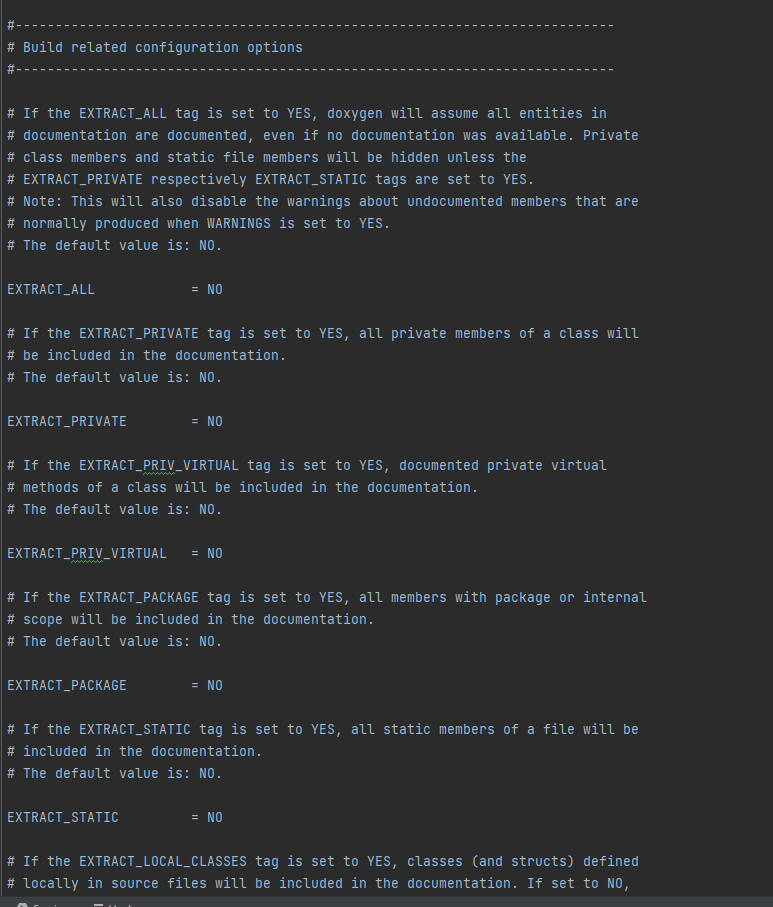 #---------------------------------------------------------------------------
# Build related configuration options
#---------------------------------------------------------------------------
# If the EXTRACT_ALL tag is set to YES, doxygen will assume all entities in
# documentation are documented, even if no documentation was available. Private
# class members and static file members will be hidden unless the
# EXTRACT_PRIVATE respectively EXTRACT_STATIC tags are set to YES.
# Note: This will also disable the warnings about undocumented members that are
# normally produced when WARNINGS is set to YES.
# The default value is: NO.
EXTRACT_ALL            = NO
# If the EXTRACT_PRIVATE tag is set to YES, all private members of a class will
# be included in the documentation.
# The default value is: NO.
EXTRACT_PRIVATE        = NO
# If the EXTRACT_PRIV_VIRTUAL tag is set to YES, documented private virtual
# methods of a class will be included in the documentation.
# The default value is: NO.
EXTRACT_PRIV_VIRTUAL   = NO
# If the EXTRACT_PACKAGE tag is set to YES, all members with package or internal
# scope will be included in the documentation.
# The default value is: NO.
EXTRACT_PACKAGE        = NO
# If the EXTRACT_STATIC tag is set to YES, all static members of a file will be
# included in the documentation.
# The default value is: NO.
EXTRACT_STATIC         = NO
# If the EXTRACT_LOCAL_CLASSES tag is set to YES, classes (and structs) defined
# locally in source files will be included in the documentation. If set to NO,